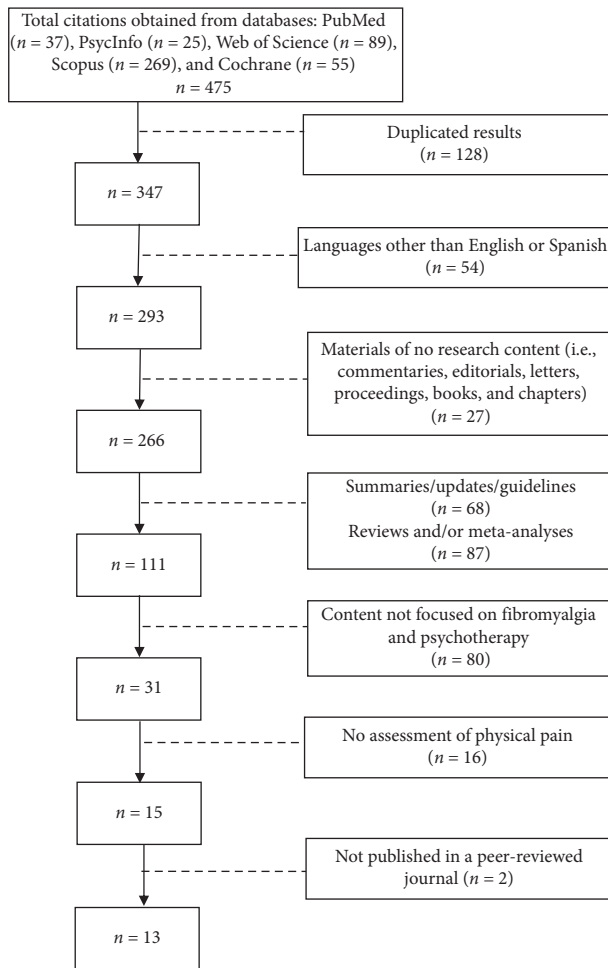 Total citations obtained from databases: PubMed
(n = 37), PsycInfo (n = 25), Web of Science (n = 89),
Scopus (n = 269), and Cochrane (n = 55)
n = 475
Duplicated results
(n = 128)
n = 347
Languages other than English or Spanish
(n = 54)
n = 293
Materials of no research content (i.e.,
commentaries, editorials, letters,
proceedings, books, and chapters)
(n = 27)
n = 266
Summaries/updates/guidelines
(n = 68)
Reviews and/or meta-analyses
(n = 87)
n = 111
Content not focused on fibromyalgia
and psychotherapy
(n = 80)
n = 31
No assessment of physical pain
(n = 16)
n = 15
Not published in a peer-reviewed
journal (n = 2)
n = 13